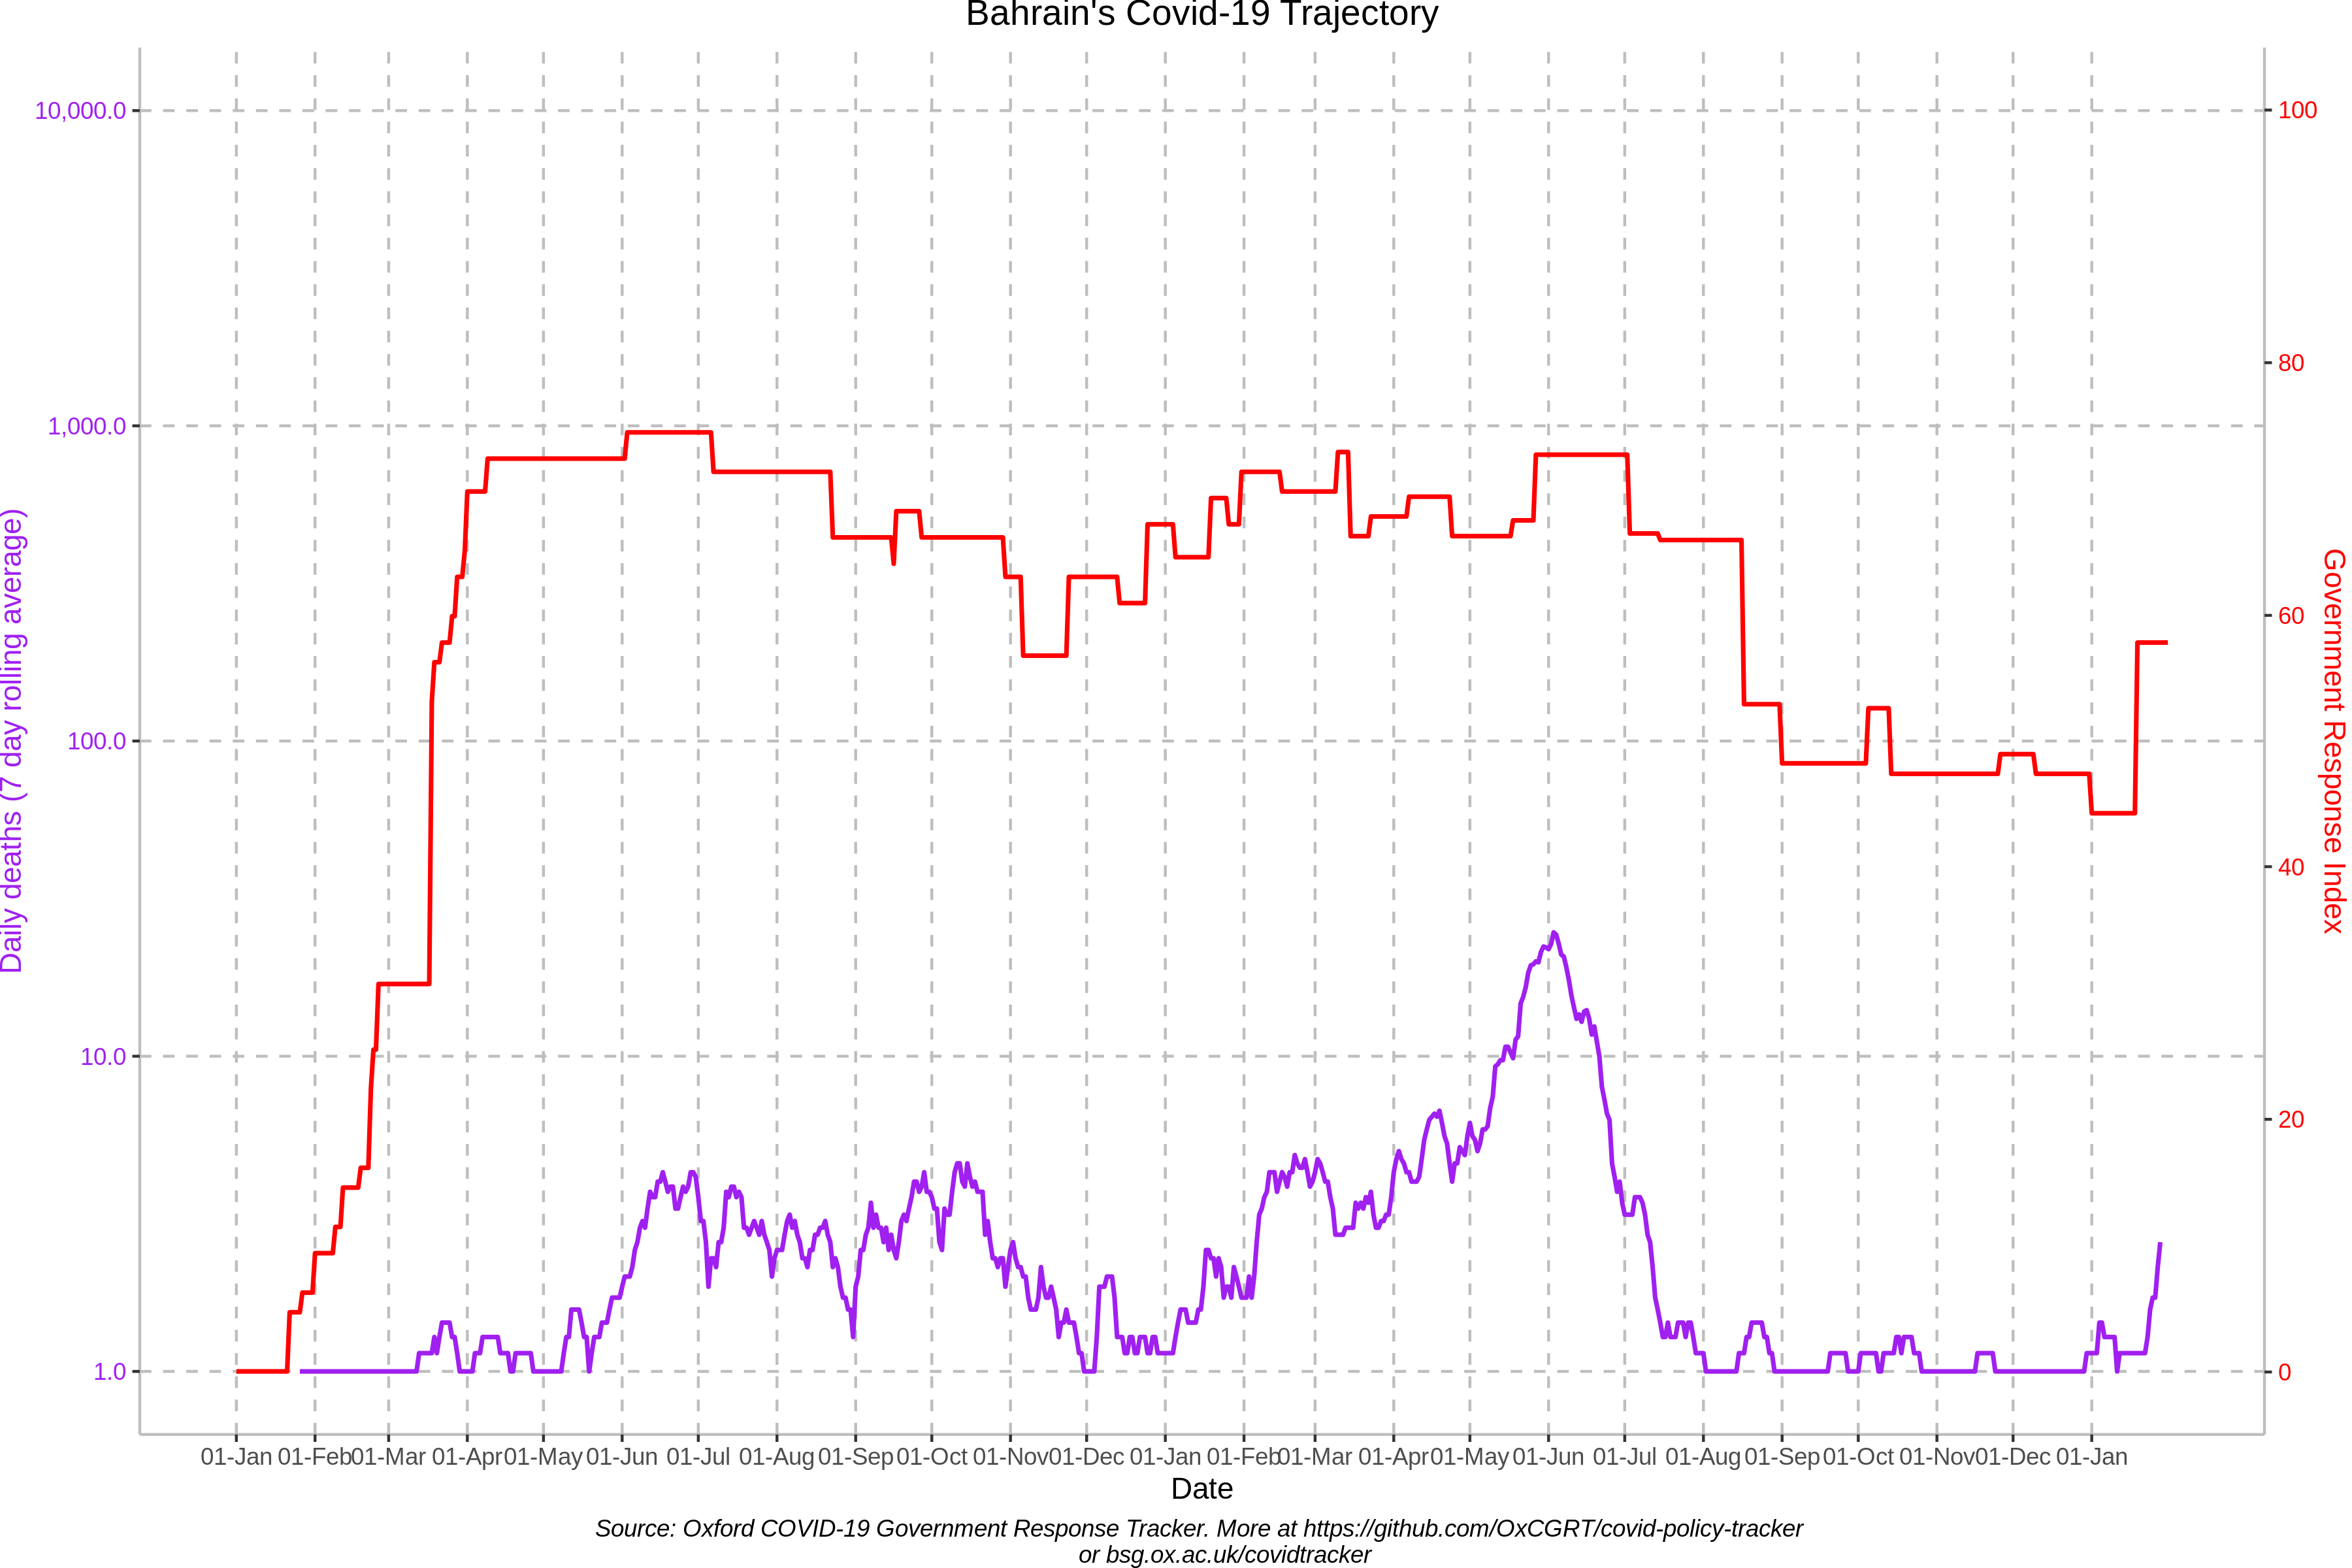 Bahrain's Covid-19 Trajectory
10,000.0
1,000.0
100.0
10.0
1.0
Daily deaths (7 day rolling average)
100
80
60
40
20
0
Government Response Index
01-Jan 01-Feb 01-Mar 01-Apr 01-May 01-Jun 01-Jul 01-Aug 01-Sep 01-Oct 01-Nov 01-Dec 01-Jan 01-Feb 01-Mar 01-Apr 01-May 01-Jun 01-Jul 01-Aug 01-Sep 01-Oct 01-Nov 01-Dec 01-Jan
Date
Source: Oxford COVID-19 Government Response Tracker. More at https://github.com/OxCGRT/covid-policy-tracker
or bsg.ox.ac.uk/covidtracker